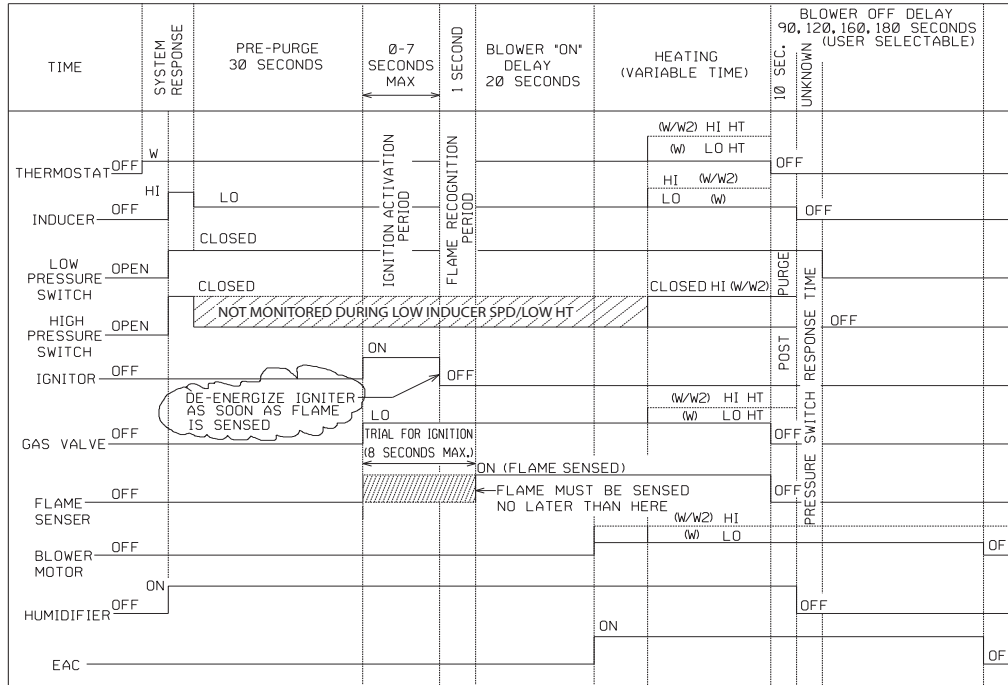 TIME
SYSTEM
RESPONSE
PRE-PURGE
30 SECONDS
0-7
SECONDS
MAX
1 SECOND
BLOWER "ON"
DELAY
20 SECONDS
HEATING
(VARIABLE TIME)
10 SEC.
UNKNOWN
BLOWER OFF DELAY
90,120,160,180 SECONDS
(USER SELECTABLE)
THERMOSTAT
OFF
W
(W/W2) HI HT
(W) LO HT
OFF
INDUCER
OFF
HI
LO
HI (W/W2)
LO (W)
OFF
IGNITION ACTIVATION
PERIOD
FLAME RECOGNITION
PERIOD
LOW
PRESSURE
SWITCH
OPEN
CLOSED
HIGH
PRESSURE
SWITCH
OPEN
CLOSED
NOT MONITORED DURING LOW INDUCER SPD/LOW HT
CLOSED HI (W/W2)
OFF
POST PURGE
PRESSURE SWITCH RESPONSE TIME
IGNITOR
OFF
ON
OFF
DE-ENERGIZE IGNITER
AS SOON AS FLAME
IS SENSED
GAS VALVE
OFF
LO
(W/W2) HI HT
(W) LO HT
OFF
TRIAL FOR IGNITION
(8 SECONDS MAX.)
FLAME
SENSER
OFF
ON (FLAME SENSED)
OFF
FLAME MUST BE SENSED
NO LATER THAN HERE
BLOWER
MOTOR
OFF
(W/W2) HI
(W) LO
OF
HUMIDIFIER
OFF
ON
OFF
EAC
ON
OF